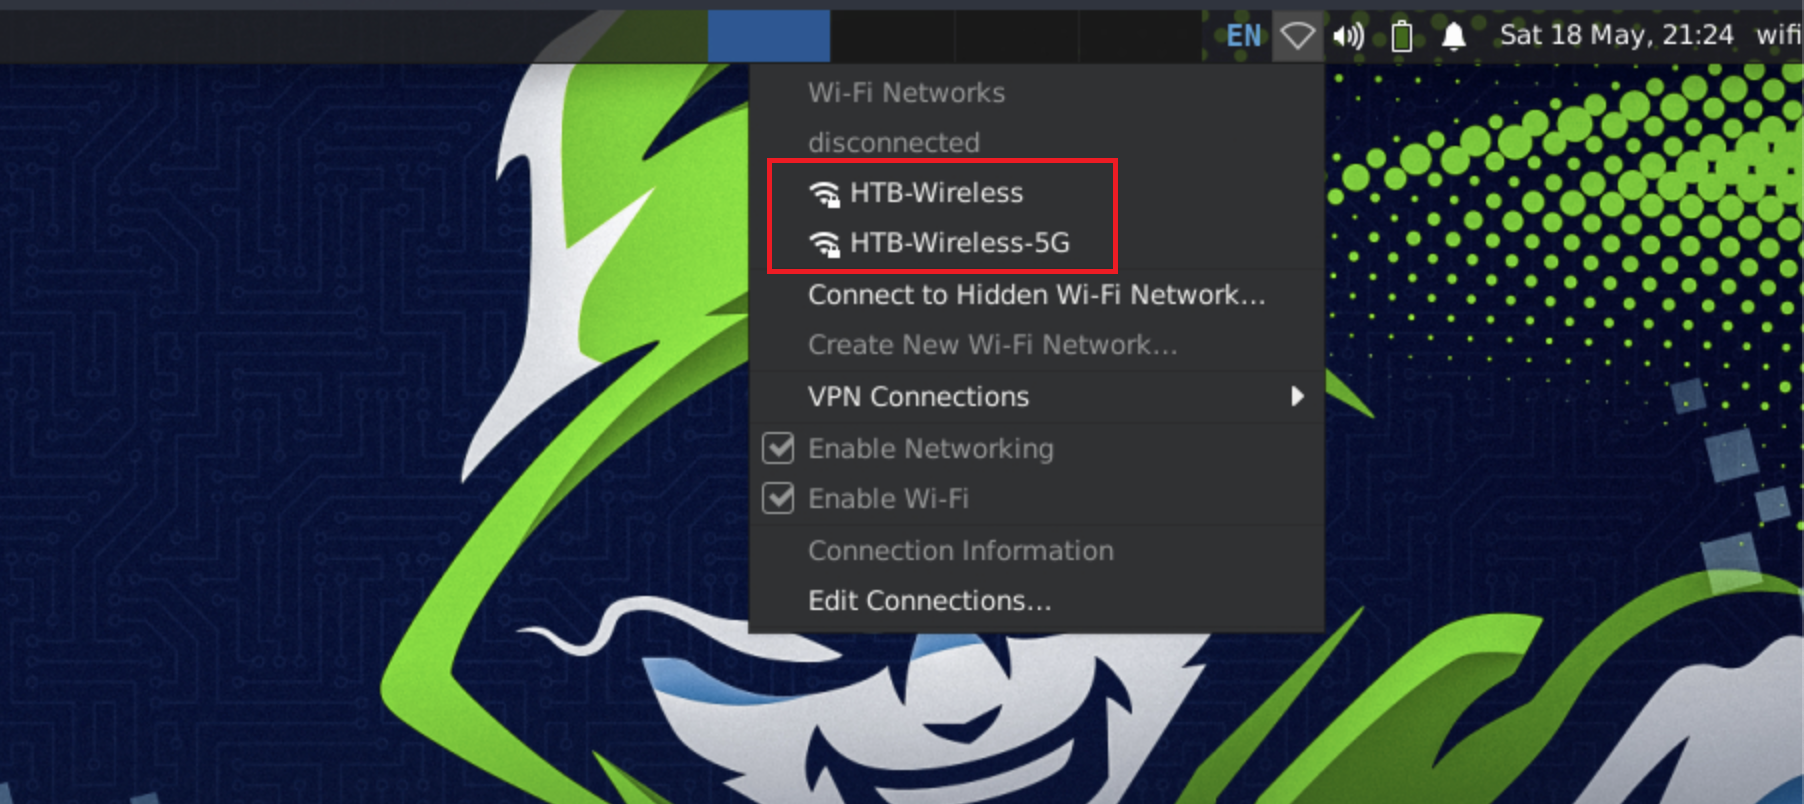 EN Sat 18 May, 21:24 wifi
Wi-Fi Networks
disconnected
HTB-Wireless
HTB-Wireless-5G
Connect to Hidden Wi-Fi Network...
Create New Wi-Fi Network...
VPN Connections
Enable Networking
Enable Wi-Fi
Connection Information
Edit Connections...